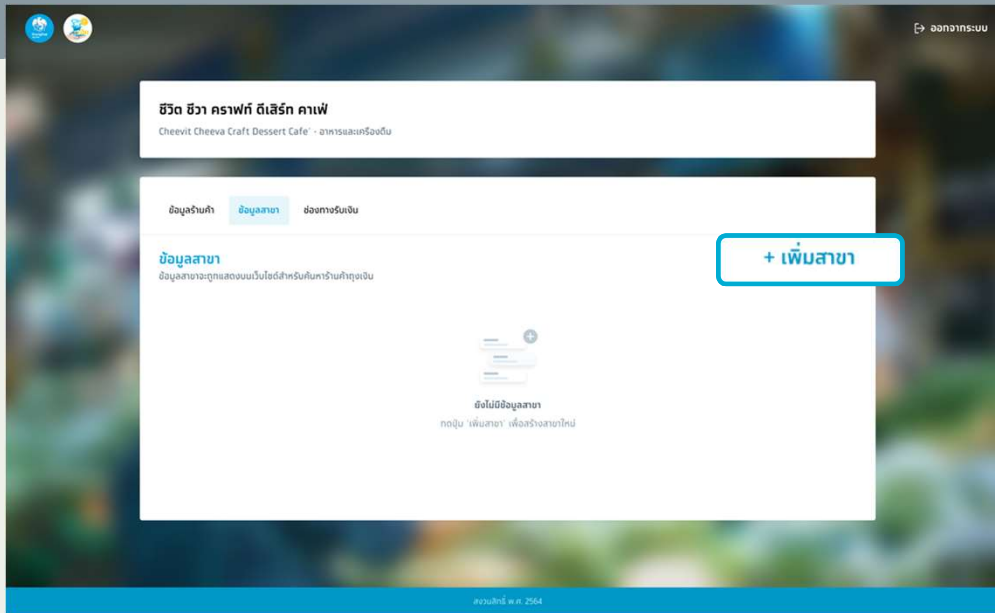 ออกจากระบบ
ชีวิต ชีวา คราฟท์ ดีเสิร์ท คาเฟ่
Cheevit Cheeva Craft Dessert Cafe' - อาหารและเครื่องดื่ม
ข้อมูลร้านค้า ข้อมูลสาขา ช่องทางรับเงิน
ข้อมูลสาขา
+ เพิ่มสาขา
ข้อมูลสาขาจะถูกแสดงบนเว็บไซต์สำหรับค้นหาร้านค้าถุงเงิน
ยังไม่มีข้อมูลสาขา
กดปุ่ม 'เพิ่มสาขา' เพื่อสร้างสาขาใหม่
สงวนสิทธิ์ พ.ศ. 2564